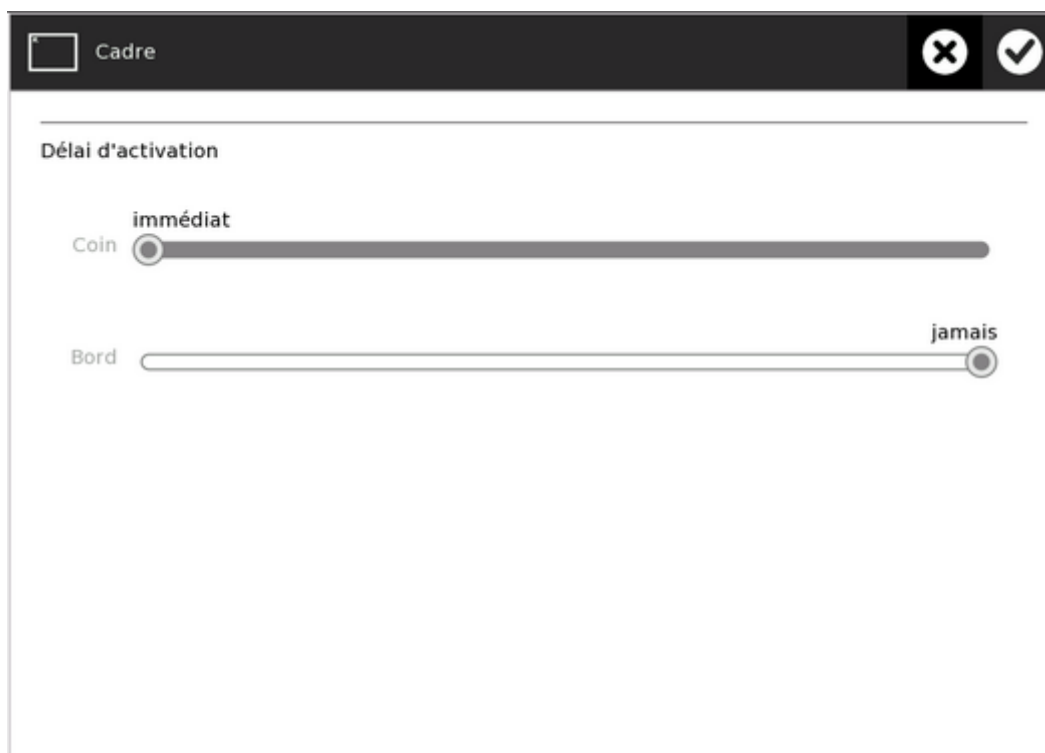 Cadre
Délai d'activation
immédiat
Coin
jamais
Bord